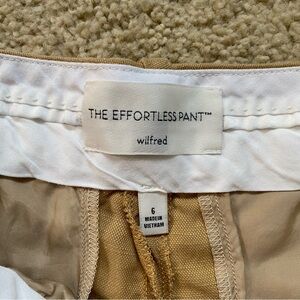 THE EFFORTLESS PANT™
wilfred
6
MADE IN
VIETNAM